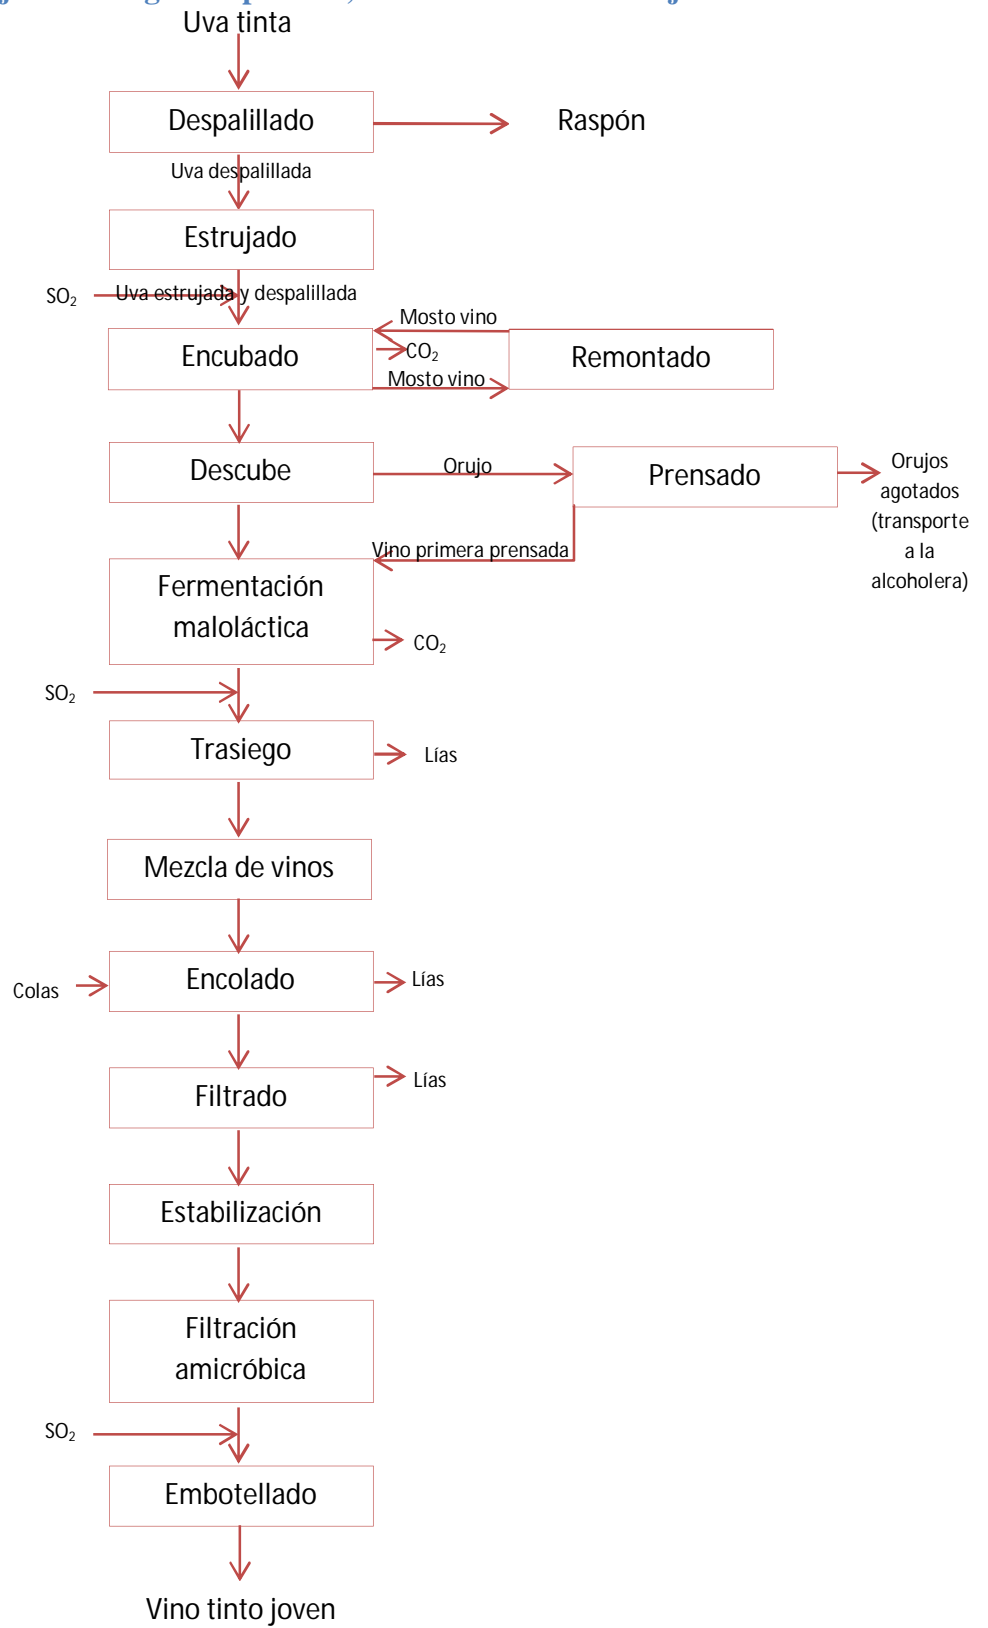 Uva tinta
Despalillado
Raspón
Uva despalillada
Estrujado
SO₂
Uva estrujada y despalillada
Mosto vino
Encubado
CO₂
Remontado
Mosto vino
Descube
Orujo
Prensado
Orujos
agotados
(transporte
a la
alcoholera)
Vino primera prensada
Fermentación
maloláctica
CO₂
SO₂
Trasiego
Lías
Mezcla de vinos
Colas
Encolado
Lías
Filtrado
Lías
Estabilización
Filtración
amicróbica
SO₂
Embotellado
Vino tinto joven